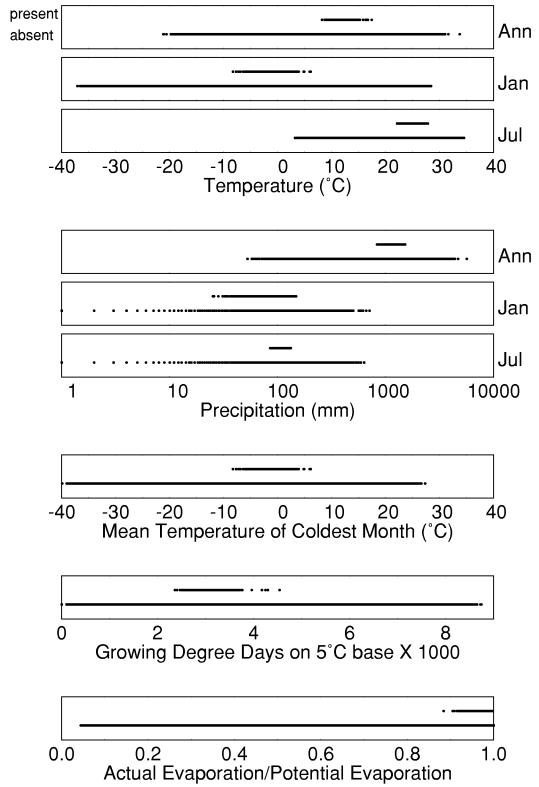 present
absent
Ann
Jan
Jul
-40 -30 -20 -10 0 10 20 30 40
Temperature (˚C)
Ann
Jan
Jul
1 10 100 1000 10000
Precipitation (mm)
-40 -30 -20 -10 0 10 20 30 40
Mean Temperature of Coldest Month (˚C)
0 2 4 6 8
Growing Degree Days on 5˚C base X 1000
0.0 0.2 0.4 0.6 0.8 1.0
Actual Evaporation/Potential Evaporation